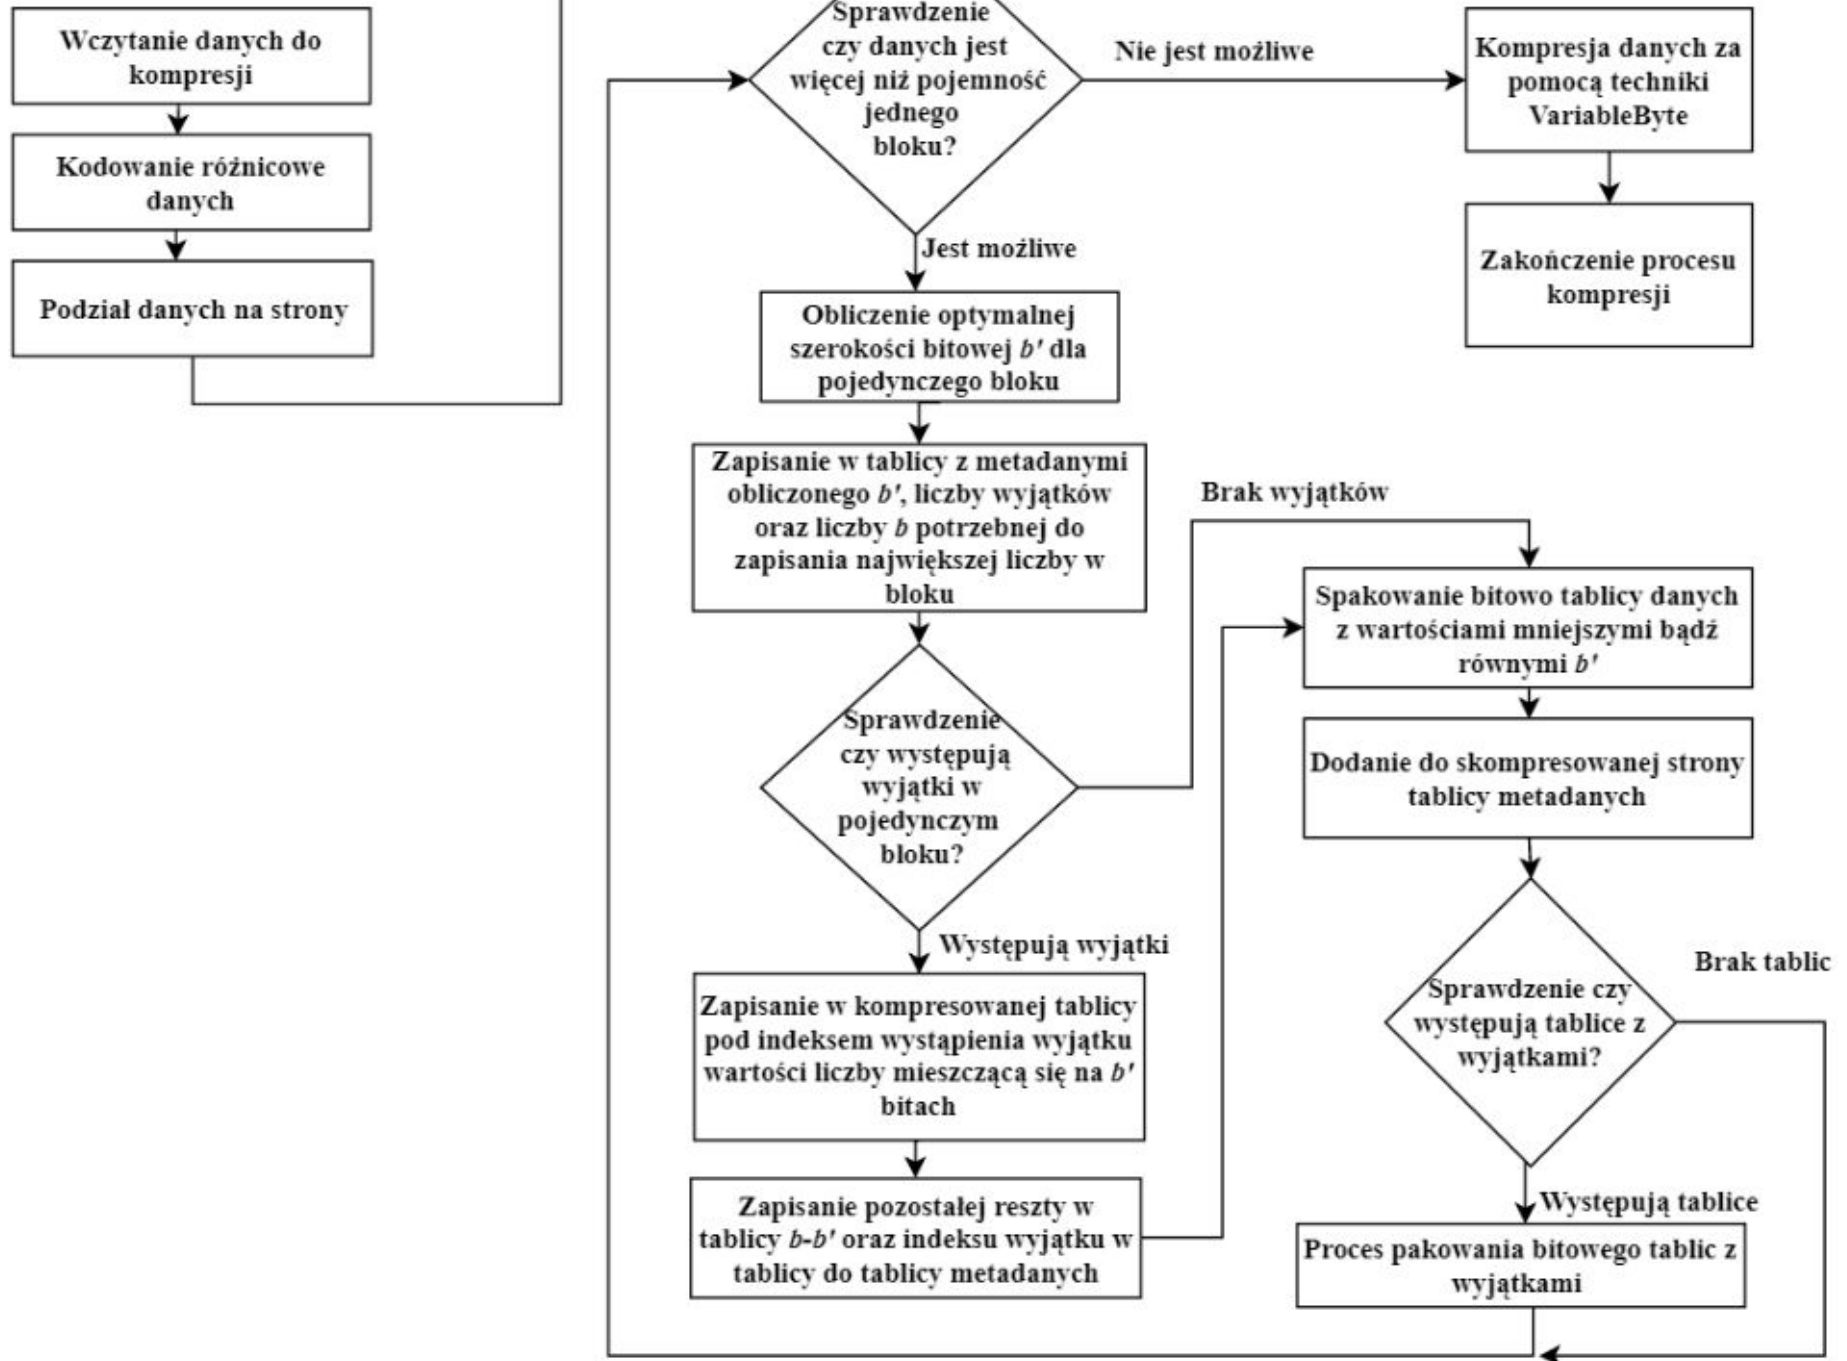 Wczytanie danych do
kompresji
Kodowanie różnicowe
danych
Podział danych na strony
Sprawdzenie
czy danych jest
więcej niż pojemność
jednego
bloku?
Nie jest możliwe
Kompresja danych za
pomocą techniki
VariableByte
Zakończenie procesu
kompresji
Jest możliwe
Obliczenie optymalnej
szerokości bitowej b' dla
pojedynczego bloku
Zapisanie w tablicy z metadanymi
obliczonego b', liczby wyjątków
oraz liczby b potrzebnej do
zapisania największej liczby w
bloku
Sprawdzenie
czy występują
wyjątki w
pojedynczym
bloku?
Brak wyjątków
Występują wyjątki
Zapisanie w kompresowanej tablicy
pod indeksem wystąpienia wyjątku
wartości liczby mieszczącą się na b'
bitach
Zapisanie pozostałej reszty w
tablicy b-b' oraz indeksu wyjątku w
tablicy do tablicy metadanych
Spakowanie bitowo tablicy danych
z wartościami mniejszymi bądź
równymi b'
Dodanie do skompresowanej strony
tablicy metadanych
Sprawdzenie czy
występują tablice z
wyjątkami?
Brak tablic
Występują tablice
Proces pakowania bitowego tablic z
wyjątkami